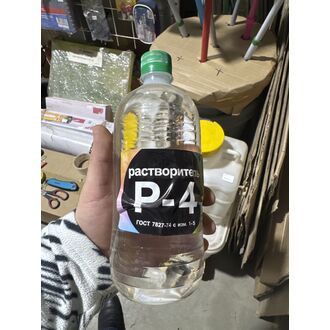 растворитель
Р-4
ГОСТ 7827-74 с изм. 1-5